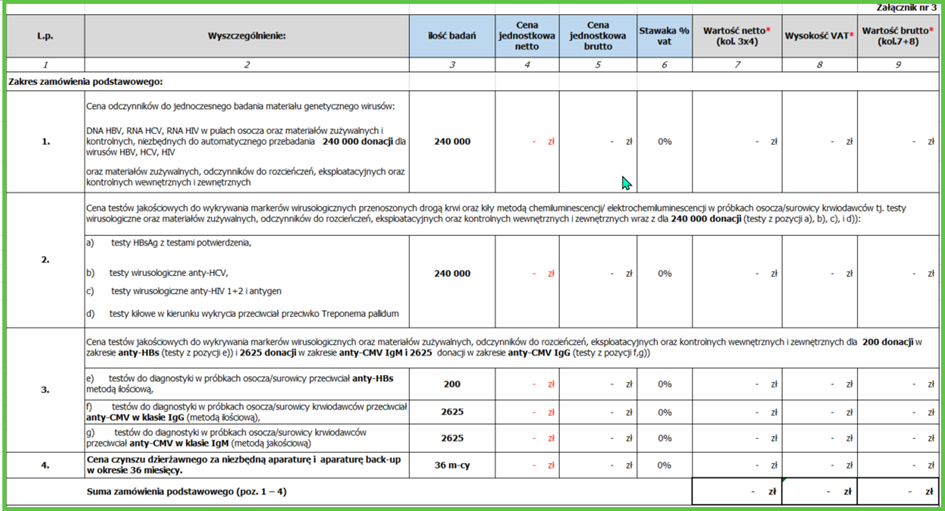 Załącznik nr 3
L.p. Wyszczególnienie: ilość badań Cena jednostkowa netto Cena jednostkowa brutto Stawaka % vat Wartość netto* (kol. 3x4) Wysokość VAT* Wartość brutto* (kol.7+8)
1 2 3 4 5 6 7 8 9
Zakres zamówienia podstawowego:
Cena odczynników do jednoczesnego badania materiału genetycznego wirusów:
DNA HBV, RNA HCV, RNA HIV w pulach osocza oraz materiałów zużywalnych i
kontrolnych, niezbędnych do automatycznego przebadania 240 000 donacji dla
wirusów HBV, HCV, HIV
oraz materiałów zużywalnych, odczynników do rozcieńczeń, eksploatacyjnych oraz
kontrolnych wewnętrznych i zewnętrznych
1. 240 000 - zł - zł 0% - zł - zł - zł
Cena testów jakościowych do wykrywania markerów wirusologicznych przenoszonych drogą krwi oraz kiły metodą chemiluminescencji/ elektrochemiluminescencji w próbkach osocza/surowicy krwiodawców tj. testy
wirusologiczne oraz materiałów zużywalnych, odczynników do rozcieńczeń, eksploatacyjnych oraz kontrolnych wewnętrznych i zewnętrznych wraz z dla 240 000 donacji (testy z pozycji a), b), c), i d)):
a) testy HBsAg z testami potwierdzenia,
b) testy wirusologiczne anty-HCV,
c) testy wirusologiczne anty-HIV 1+2 i antygen
d) testy kiłowe w kierunku wykrycia przeciwciał przeciwko Treponema pallidum
2. 240 000 - zł - zł 0% - zł - zł - zł
Cena testów jakościowych do wykrywania markerów wirusologicznych oraz materiałów zużywalnych, odczynników do rozcieńczeń, eksploatacyjnych oraz kontrolnych wewnętrznych i zewnętrznych dla 200 donacji w
zakresie anty-HBs (testy z pozycji e)) i 2625 donacji w zakresie anty-CMV IgM i 2625 donacji w zakresie anty-CMV IgG (testy z pozycji f,g))
3.
e) testów do diagnostyki w próbkach osocza/surowicy przeciwciał anty-HBs
metodą ilościową,
200 - zł - zł 0% - zł - zł - zł
f) testów do diagnostyki w próbkach osocza/surowicy krwiodawców przeciwciał
anty-CMV w klasie IgG (metodą ilościową),
2625 - zł - zł 0% - zł - zł - zł
g) testów do diagnostyki w próbkach osocza/surowicy krwiodawców
przeciwciał anty-CMV w klasie IgM (metodą jakościową)
2625 - zł - zł 0% - zł - zł - zł
4. Cena czynszu dzierżawnego za niezbędną aparaturę i aparaturę back-up
w okresie 36 miesięcy.
36 m-cy - zł - zł 0% - zł - zł - zł
Suma zamówienia podstawowego (poz. 1 – 4) - zł - zł - zł